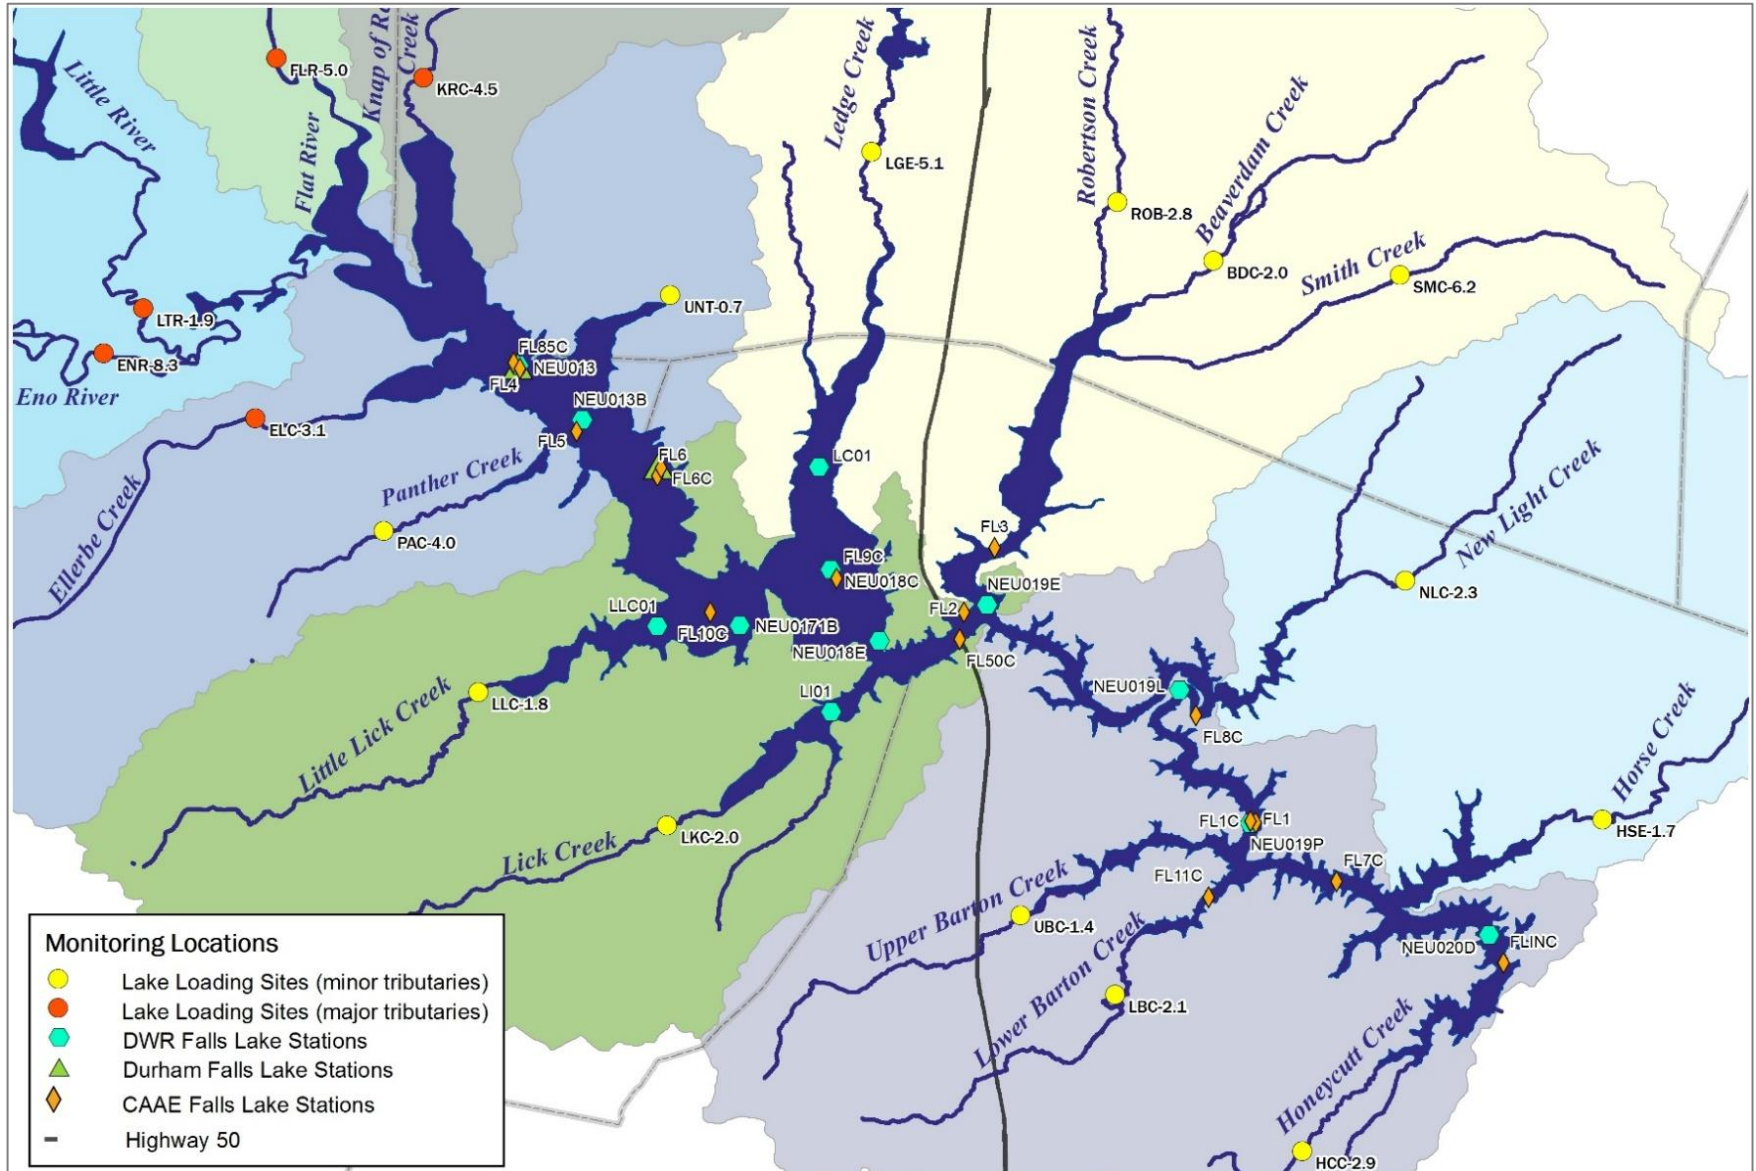 Little River
FLR-5.0
Knap of Re
Creek
KRC-4.5
Flat River
Ledge Creek
LGE-5.1
Robertson Creek
ROB-2.8
Beaverdam Creek
BDC-2.0
Smith Creek
SMC-6.2
UNT-0.7
LTR-1.9
ENR-8.3
Eno River
FL85C
NEU013
FL4
NEU013B
FL5
ELC-3.1
Ellerbe Creek
Panther Creek
PAC-4.0
FL6
FL6C
LC01
FL9C
NEU018C
FL3
NEU019E
FL2
FL50C
New Light Creek
NLC-2.3
LLC01
FL10C
NEU0171B
NEU018E
LI01
NEU019L
FL8C
LLC-1.8
Little Lick Creek
LKC-2.0
Lick Creek
Horse Creek
HSE-1.7
FL1C
FL1
NEU019P
FL7C
FL11C
Upper Barton Creek
UBC-1.4
Lower Barton Creek
LBC-2.1
NEU020D
FLINC
Honeycutt Creek
HCC-2.9
Monitoring Locations
Lake Loading Sites (minor tributaries)
Lake Loading Sites (major tributaries)
DWR Falls Lake Stations
Durham Falls Lake Stations
CAAE Falls Lake Stations
Highway 50